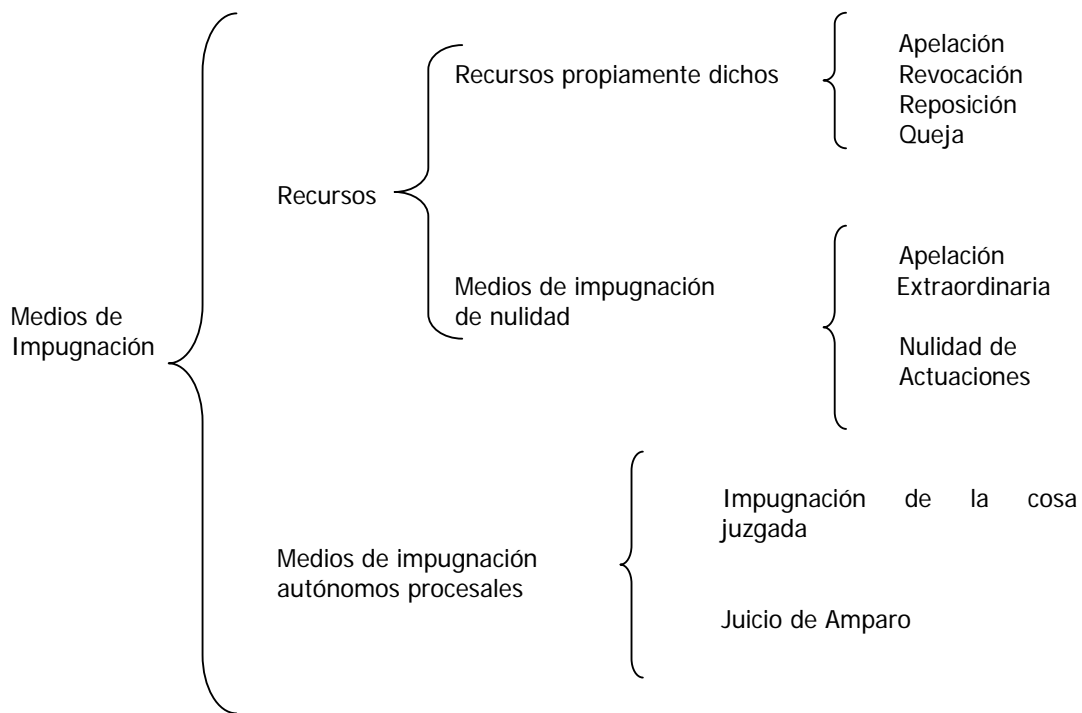 Medios de
Impugnación
Recursos
Recursos propiamente dichos
Apelación
Revocación
Reposición
Queja
Medios de impugnación
de nulidad
Apelación
Extraordinaria
Nulidad de
Actuaciones
Medios de impugnación
autónomos procesales
Impugnación de la cosa
juzgada
Juicio de Amparo